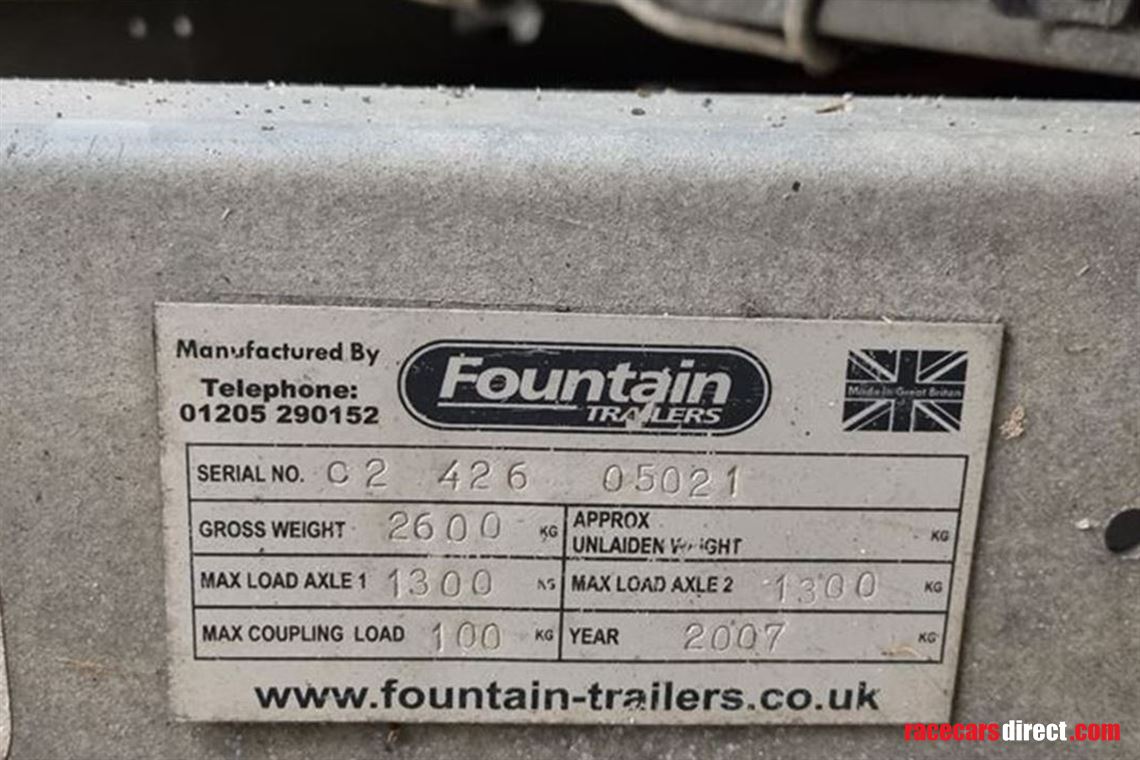 Manufactured By
Telephone:
01205 290152
Fountain
TRAILERS
Made in Great Britain
SERIAL NO. C2 426 05021
GROSS WEIGHT 2600 KG
APPROX
UNLAIDEN WEIGHT KG
MAX LOAD AXLE 1 1300 KG
MAX LOAD AXLE 2 1300 KG
MAX COUPLING LOAD 100 KG
YEAR 2007 KG
www.fountain-trailers.co.uk
racecarsdirect.com